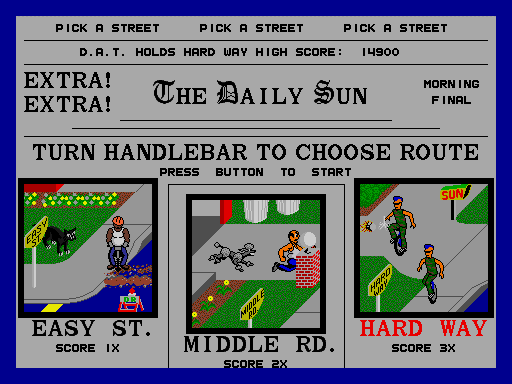 PICK A STREET PICK A STREET PICK A STREET
D.A.T. HOLDS HARD WAY HIGH SCORE: 14900
EXTRA!
EXTRA!
THE DAILY SUN
MORNING
FINAL
TURN HANDLEBAR TO CHOOSE ROUTE
PRESS BUTTON TO START
EASY
ST.
MIDDLE
RD.
SUN
HARD
WAY
EASY ST.
SCORE 1X
MIDDLE RD.
SCORE 2X
HARD WAY
SCORE 3X